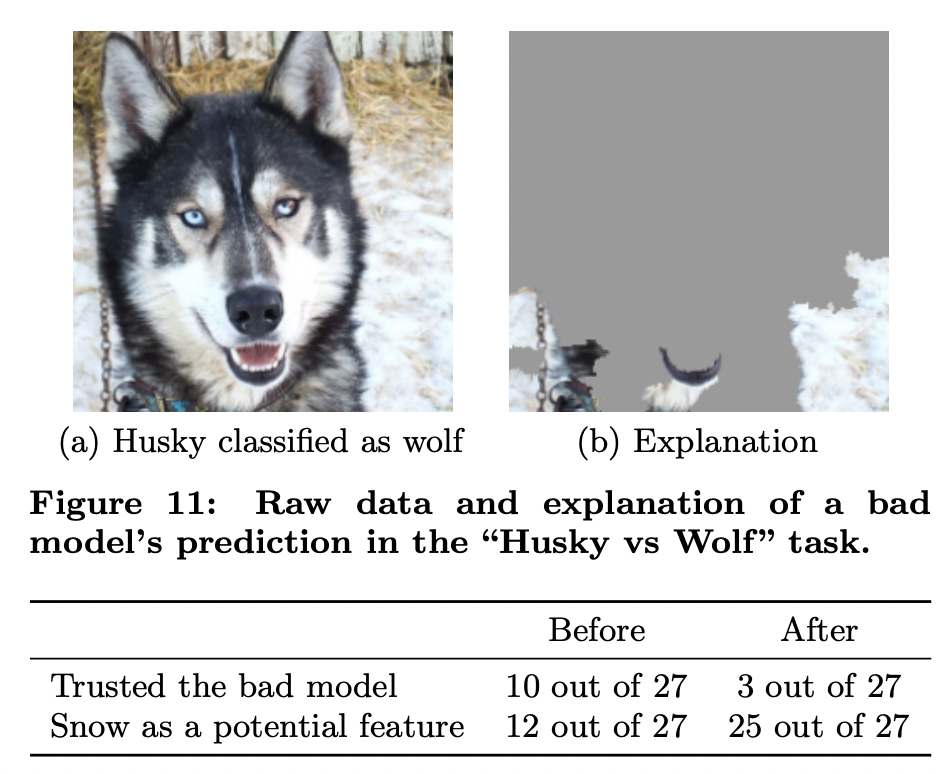 (a) Husky classified as wolf
(b) Explanation
Figure 11: Raw data and explanation of a bad
model's prediction in the “Husky vs Wolf” task.
Before After
Trusted the bad model 10 out of 27 3 out of 27
Snow as a potential feature 12 out of 27 25 out of 27